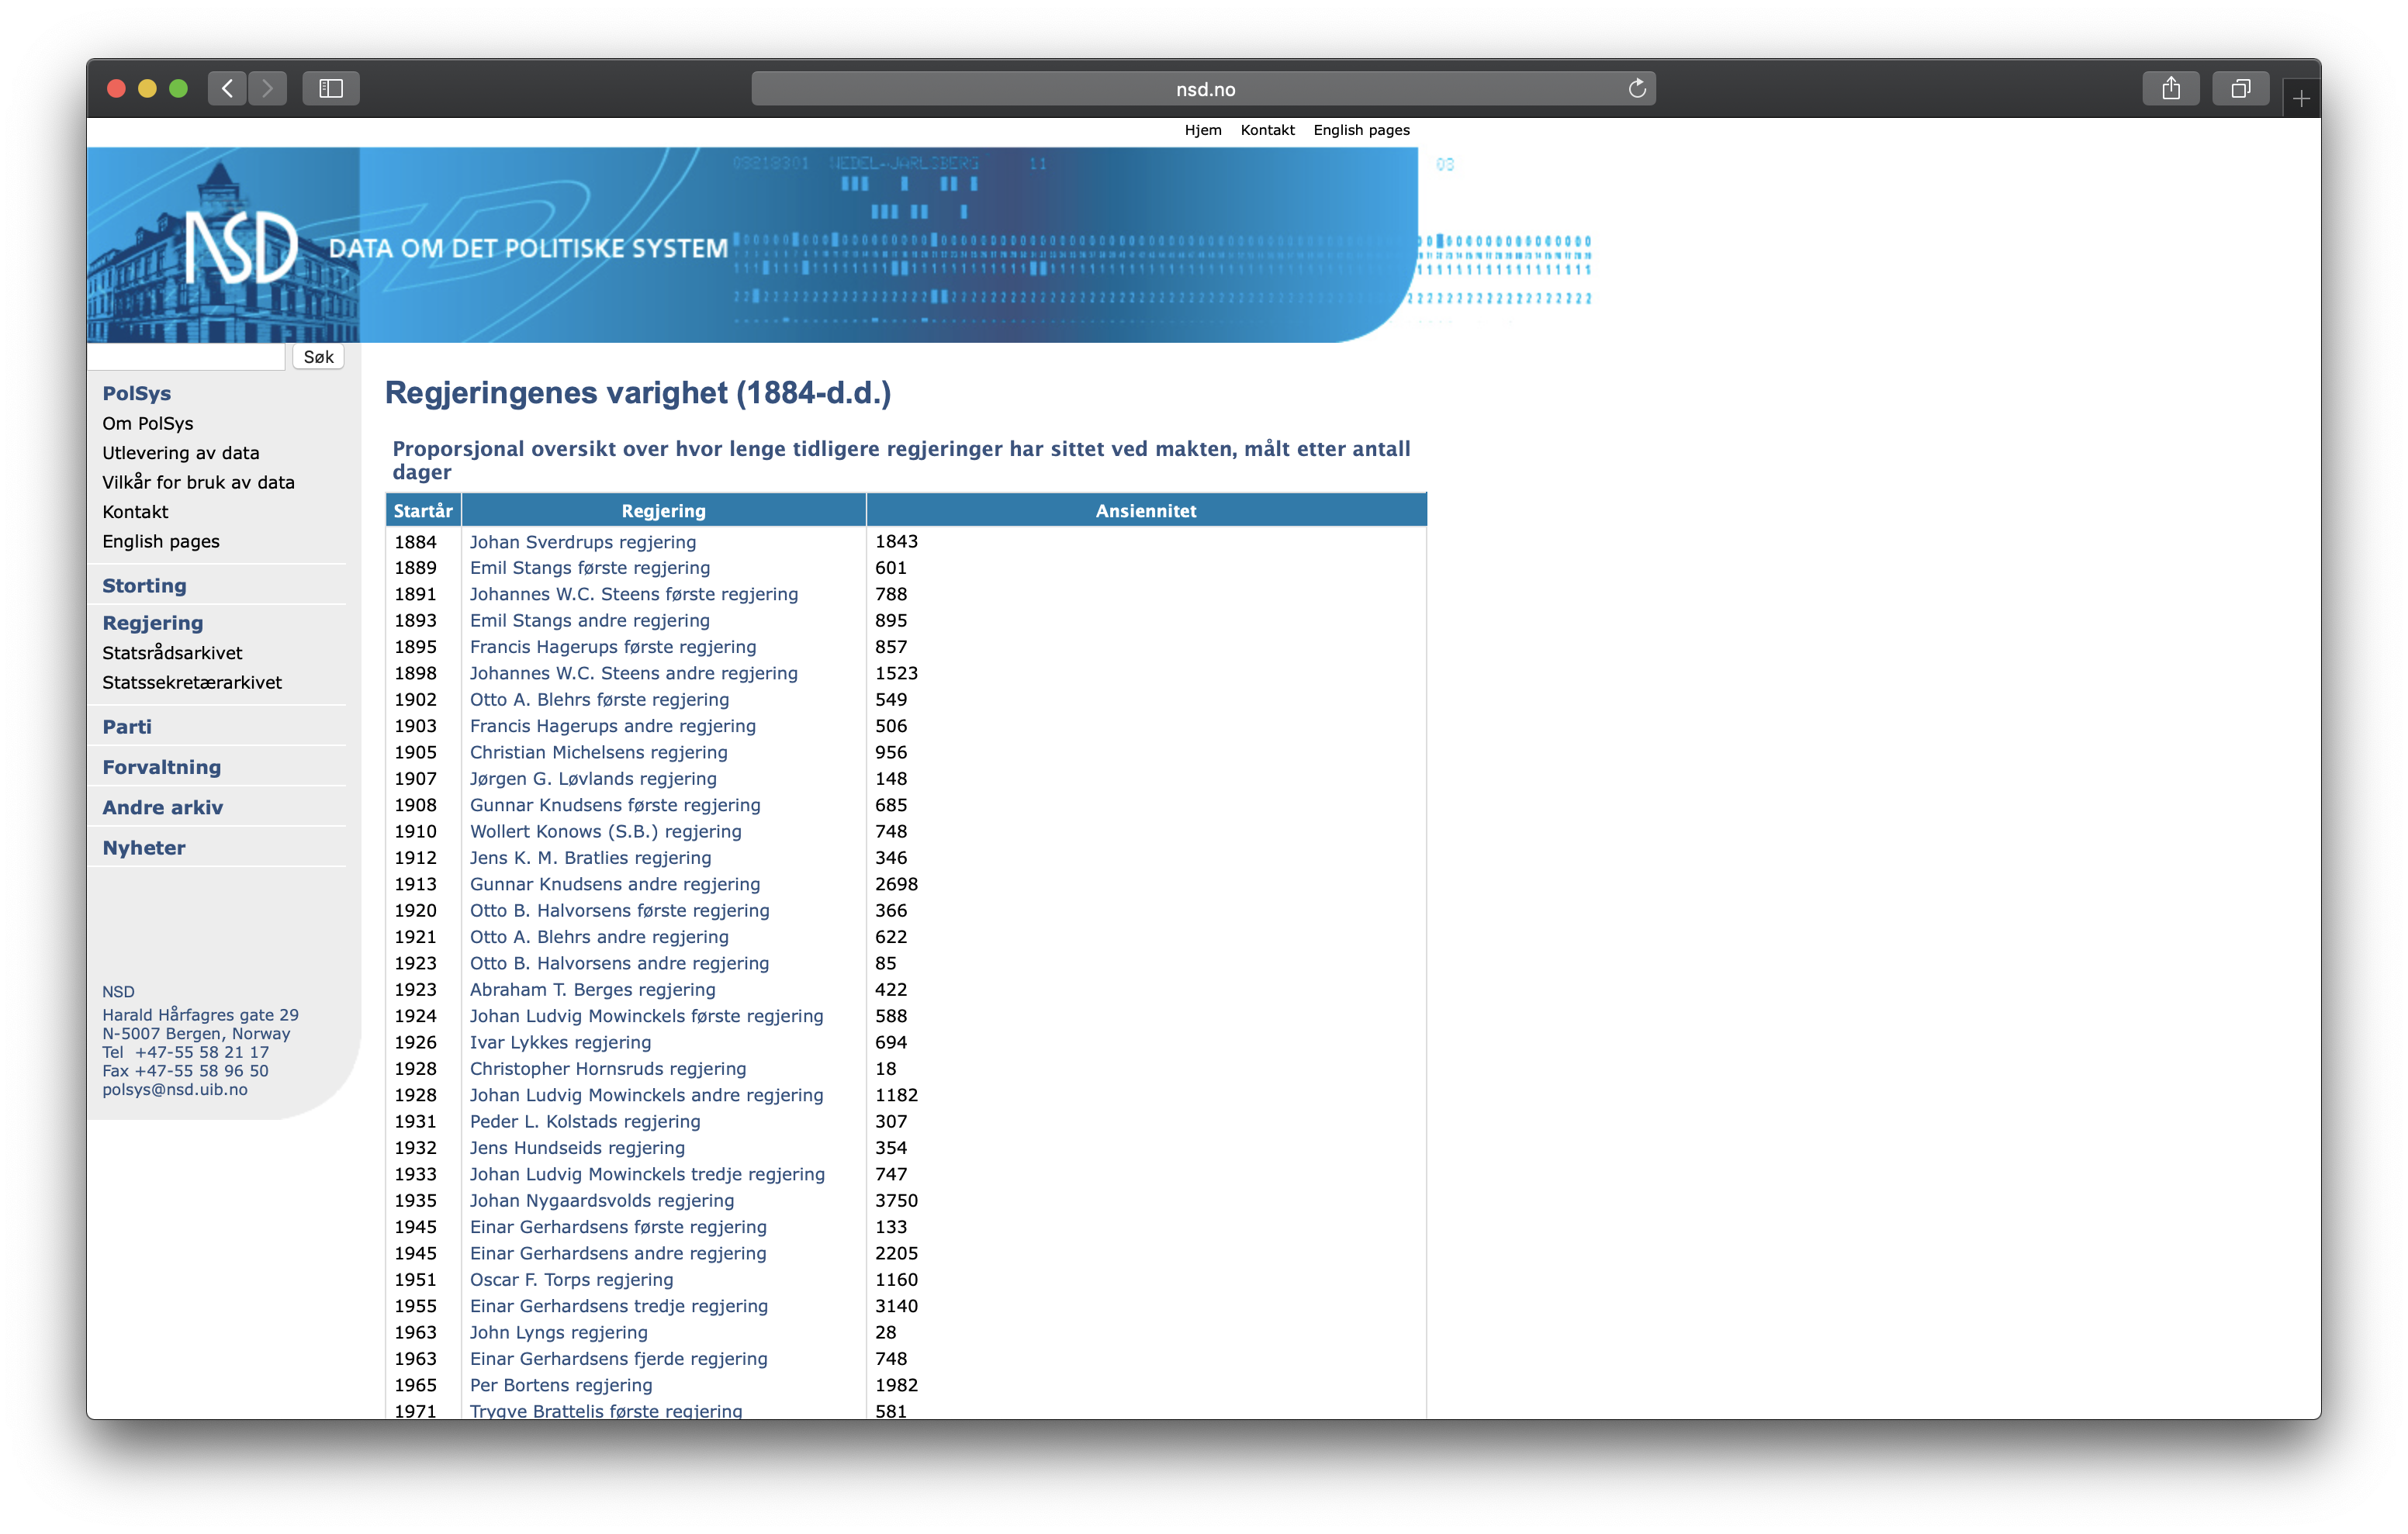 nsd.no
Hjem Kontakt English pages
03218301 WEDEL-JARLSBERG 11 03
NSD DATA OM DET POLITISKE SYSTEM
Søk
PolSys
Om PolSys
Utlevering av data
Vilkår for bruk av data
Kontakt
English pages
Storting
Regjering
Statsrådsarkivet
Statssekretærarkivet
Parti
Forvaltning
Andre arkiv
Nyheter
NSD
Harald Hårfagres gate 29
N-5007 Bergen, Norway
Tel +47-55 58 21 17
Fax +47-55 58 96 50
polsys@nsd.uib.no
Regjeringenes varighet (1884-d.d.)
Proporsjonal oversikt over hvor lenge tidligere regjeringer har sittet ved makten, målt etter antall
dager
Startår Regjering Ansiennitet
1884 Johan Sverdrups regjering 1843
1889 Emil Stangs første regjering 601
1891 Johannes W.C. Steens første regjering 788
1893 Emil Stangs andre regjering 895
1895 Francis Hagerups første regjering 857
1898 Johannes W.C. Steens andre regjering 1523
1902 Otto A. Blehrs første regjering 549
1903 Francis Hagerups andre regjering 506
1905 Christian Michelsens regjering 956
1907 Jørgen G. Løvlands regjering 148
1908 Gunnar Knudsens første regjering 685
1910 Wollert Konows (S.B.) regjering 748
1912 Jens K. M. Bratlies regjering 346
1913 Gunnar Knudsens andre regjering 2698
1920 Otto B. Halvorsens første regjering 366
1921 Otto A. Blehrs andre regjering 622
1923 Otto B. Halvorsens andre regjering 85
1923 Abraham T. Berges regjering 422
1924 Johan Ludvig Mowinckels første regjering 588
1926 Ivar Lykkes regjering 694
1928 Christopher Hornsruds regjering 18
1928 Johan Ludvig Mowinckels andre regjering 1182
1931 Peder L. Kolstads regjering 307
1932 Jens Hundseids regjering 354
1933 Johan Ludvig Mowinckels tredje regjering 747
1935 Johan Nygaardsvolds regjering 3750
1945 Einar Gerhardsens første regjering 133
1945 Einar Gerhardsens andre regjering 2205
1951 Oscar F. Torps regjering 1160
1955 Einar Gerhardsens tredje regjering 3140
1963 John Lyngs regjering 28
1963 Einar Gerhardsens fjerde regjering 748
1965 Per Bortens regjering 1982
1971 Trygve Brattelis første regjering 581